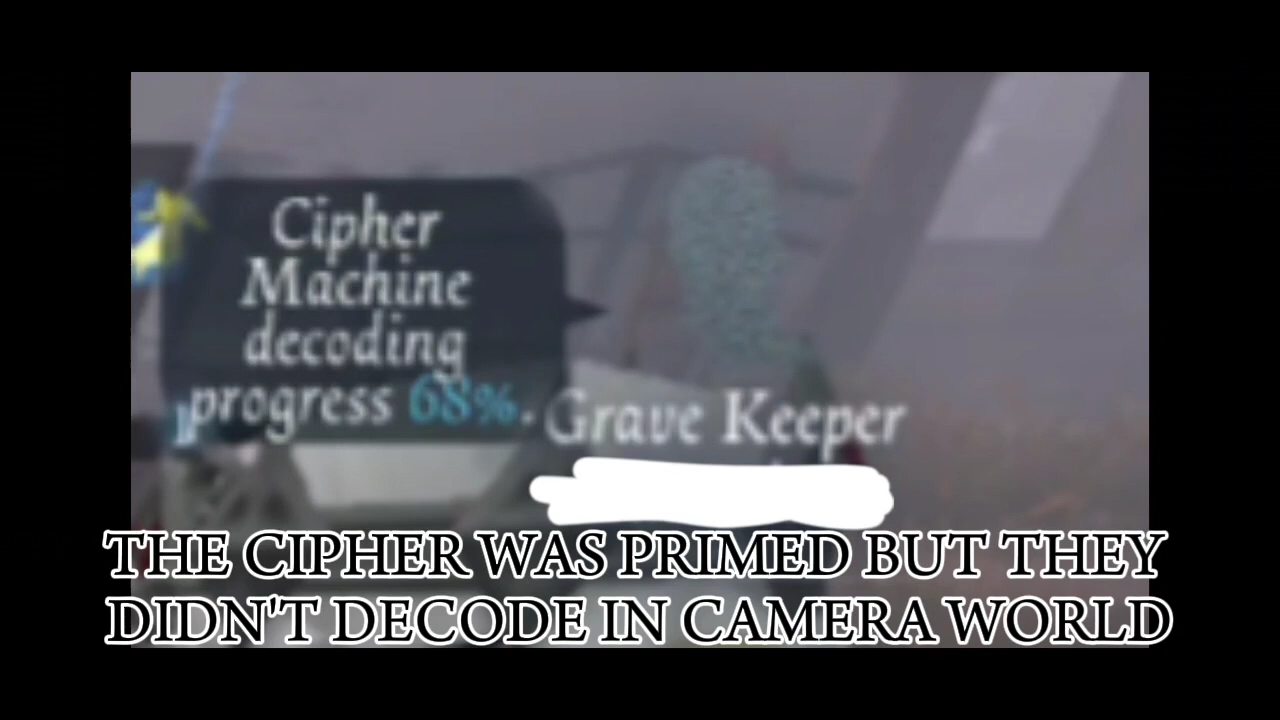 Cipher
Machine
decoding
progress 68%.
Grave Keeper
THE CIPHER WAS PRIMED BUT THEY
DIDN'T DECODE IN CAMERA WORLD